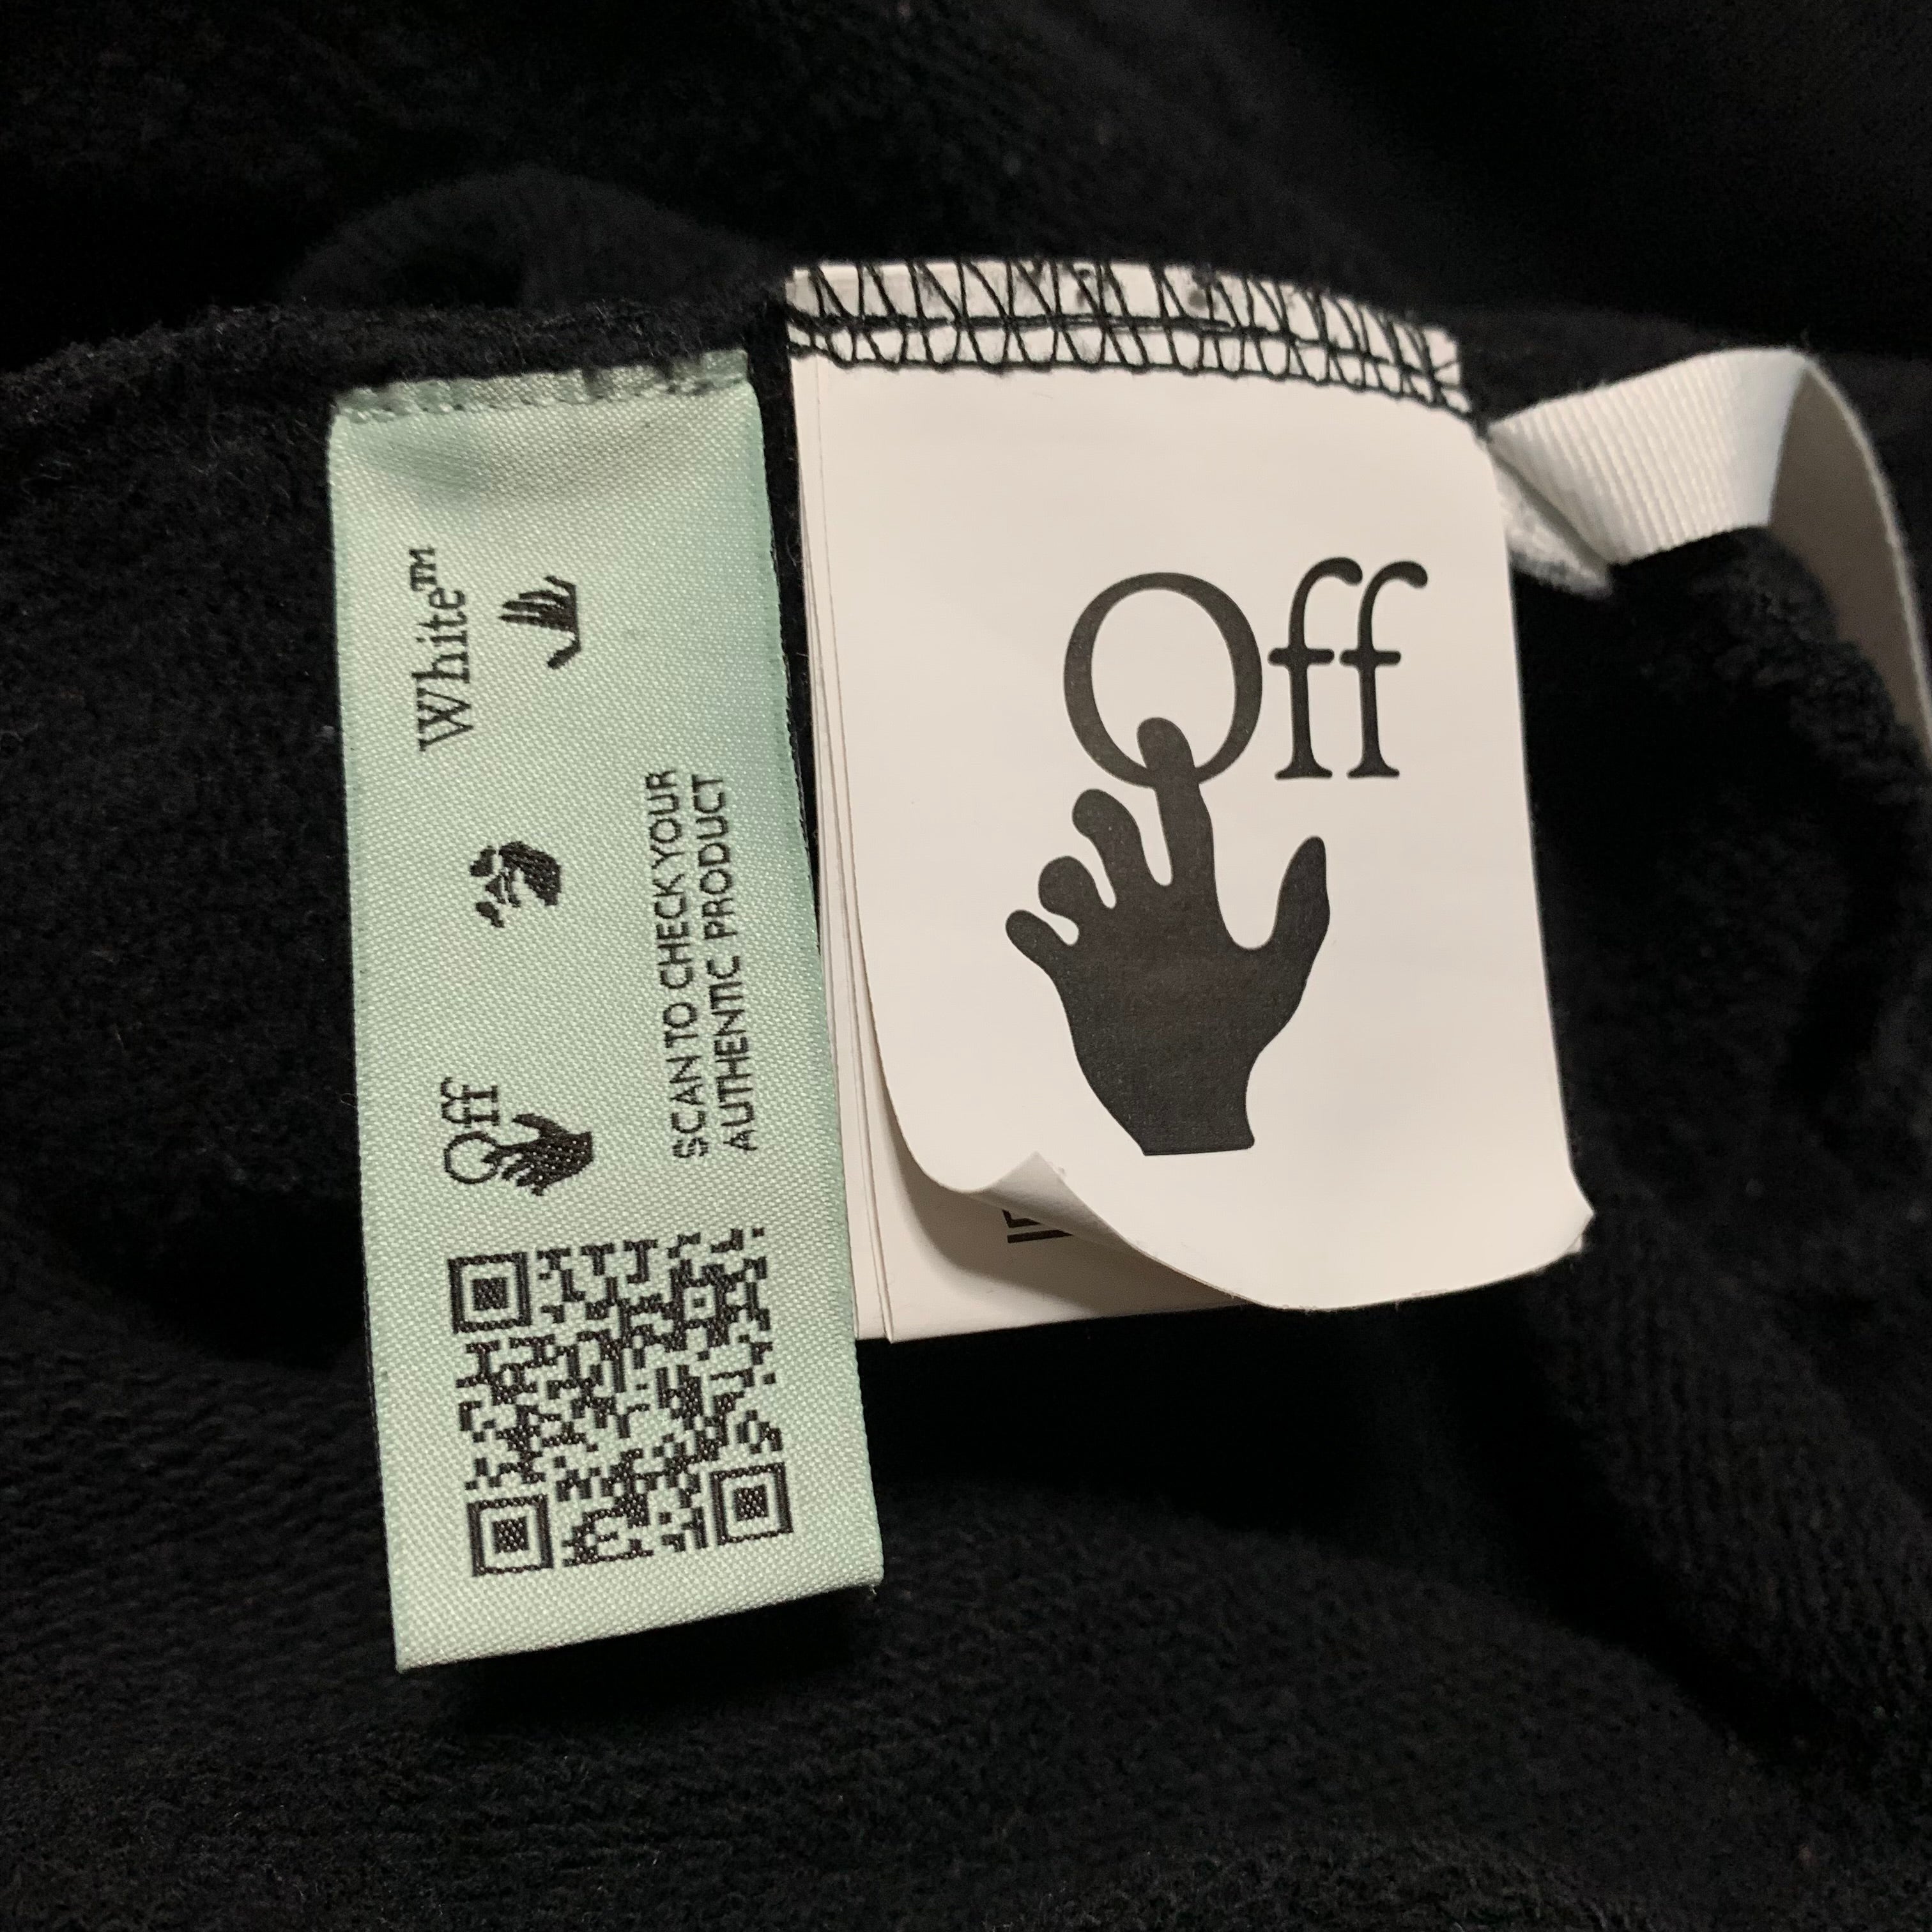 Off White™
SCAN TO CHECK YOUR
AUTHENTIC PRODUCT
Off